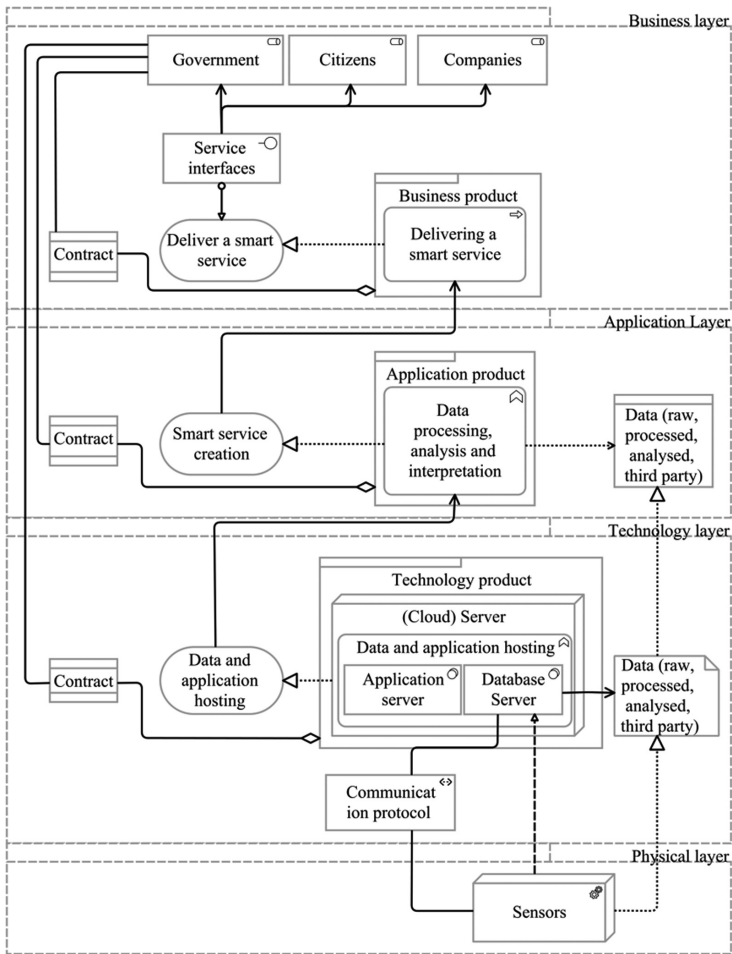 Business layer
Government
Citizens
Companies
Service
interfaces
Business product
Deliver a smart
service
Delivering a
smart service
Contract
Application Layer
Application product
Contract
Smart service
creation
Data
processing,
analysis and
interpretation
Data (raw,
processed,
analysed,
third party)
Technology layer
Technology product
(Cloud) Server
Data and application hosting
Contract
Data and
application
hosting
Application
server
Database
Server
Data (raw,
processed,
analysed,
third party)
Communicat
ion protocol
Physical layer
Sensors